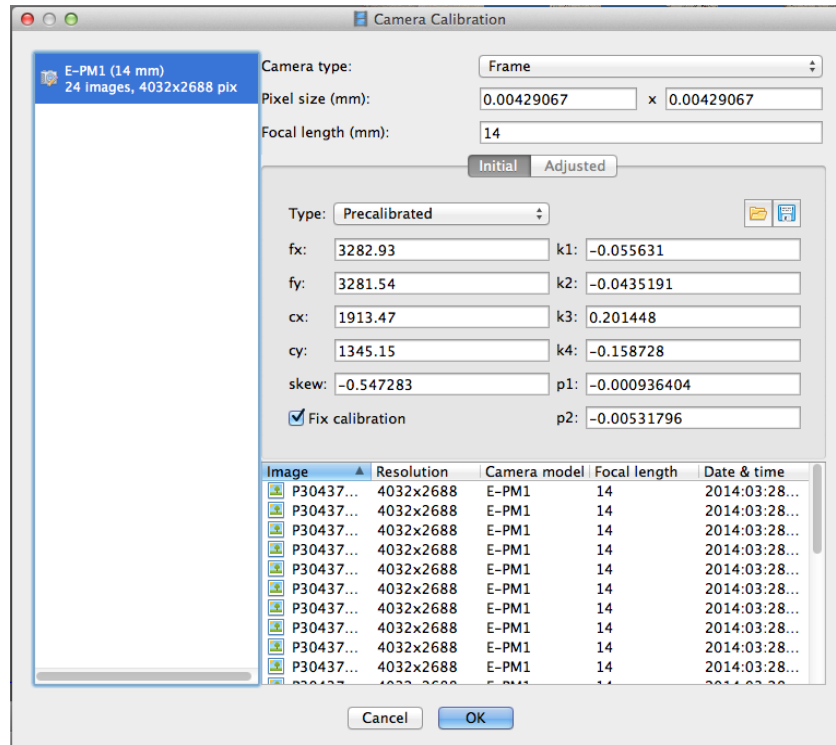 Camera Calibration
E-PM1 (14 mm)
24 images, 4032x2688 pix
Camera type: Frame
Pixel size (mm): 0.00429067 x 0.00429067
Focal length (mm): 14
Initial Adjusted
Type: Precalibrated
fx: 3282.93 k1: -0.055631
fy: 3281.54 k2: -0.0435191
cx: 1913.47 k3: 0.201448
cy: 1345.15 k4: -0.158728
skew: -0.547283 p1: -0.000936404
Fix calibration p2: -0.00531796
Image Resolution Camera model Focal length Date & time
P30437... 4032x2688 E-PM1 14 2014:03:28...
P30437... 4032x2688 E-PM1 14 2014:03:28...
P30437... 4032x2688 E-PM1 14 2014:03:28...
P30437... 4032x2688 E-PM1 14 2014:03:28...
P30437... 4032x2688 E-PM1 14 2014:03:28...
P30437... 4032x2688 E-PM1 14 2014:03:28...
P30437... 4032x2688 E-PM1 14 2014:03:28...
P30437... 4032x2688 E-PM1 14 2014:03:28...
P30437... 4032x2688 E-PM1 14 2014:03:28...
P30437... 4032x2688 E-PM1 14 2014:03:28...
Cancel OK